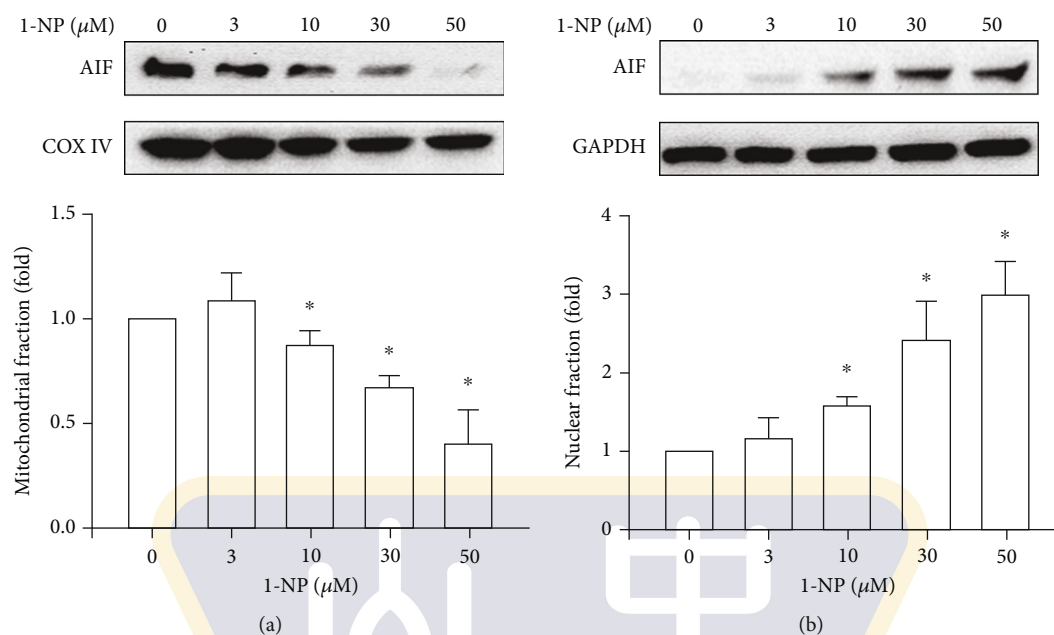 1-NP (μM) 0 3 10 30 50
AIF
COX IV
1.5
1.0
0.5
0.0
Mitochondrial fraction (fold)
* * *
0 3 10 30 50
1-NP (μM)
(a)
1-NP (μM) 0 3 10 30 50
AIF
GAPDH
4
3
2
1
0
Nuclear fraction (fold)
* * *
0 3 10 30 50
1-NP (μM)
(b)